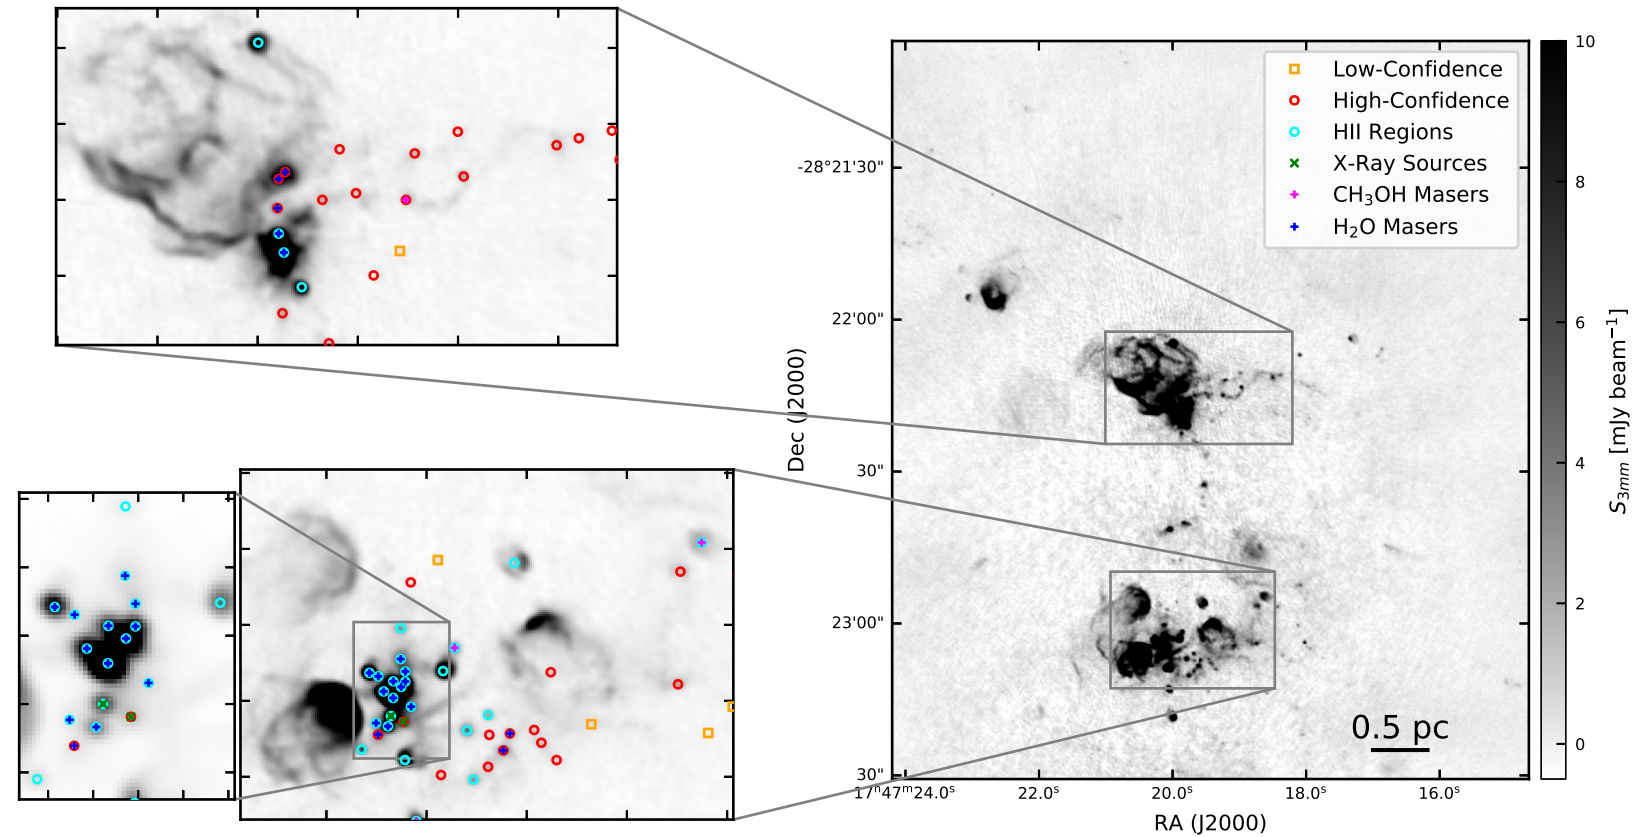 Low-Confidence
High-Confidence
HII Regions
X-Ray Sources
CH₃OH Masers
H₂O Masers
-28°21'30"
22'00"
30"
23'00"
30"
Dec (J2000)
17ʰ47ᵐ24.0ˢ
22.0ˢ
20.0ˢ
18.0ˢ
16.0ˢ
RA (J2000)
0.5 pc
10
8
6
4
2
0
S₃ₘₘ [mJy beam⁻¹]